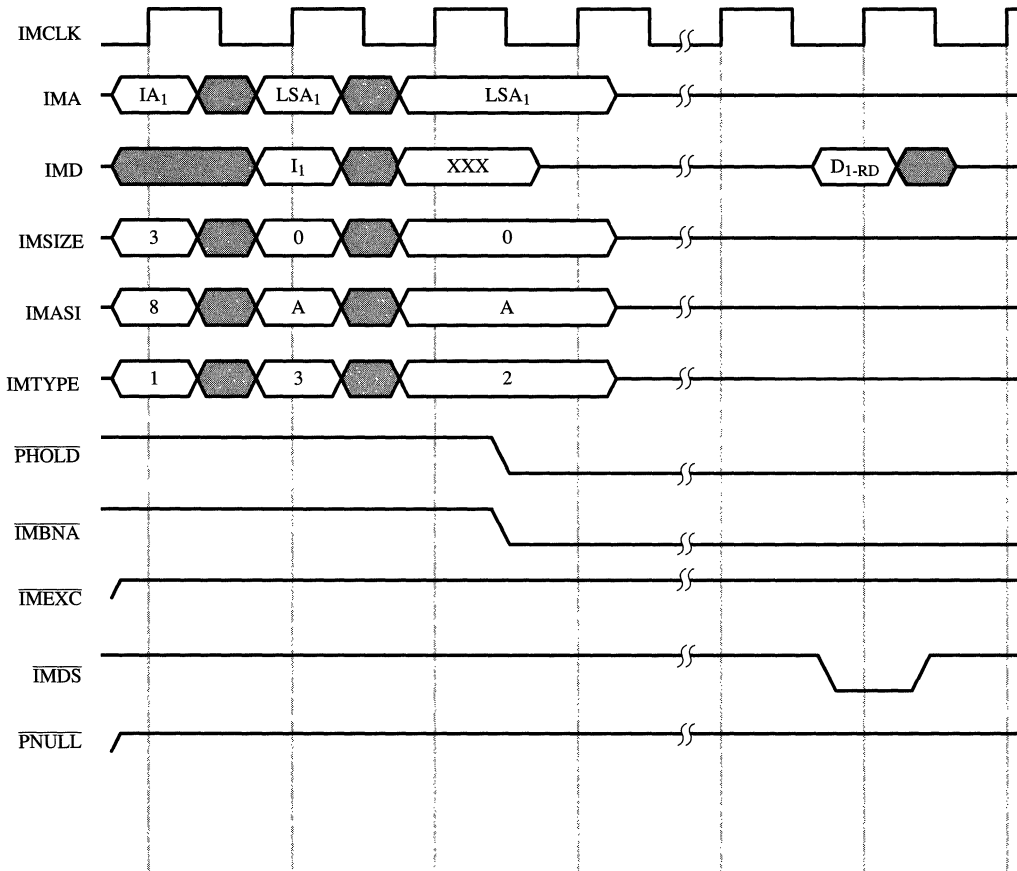 IMCLK
IMA IA₁ LSA₁ LSA₁
IMD I₁ XXX D₁₋RD
IMSIZE 3 0 0
IMASI 8 A A
IMTYPE 1 3 2
PHOLD
IMBNA
IMEXC
IMDS
PNULL